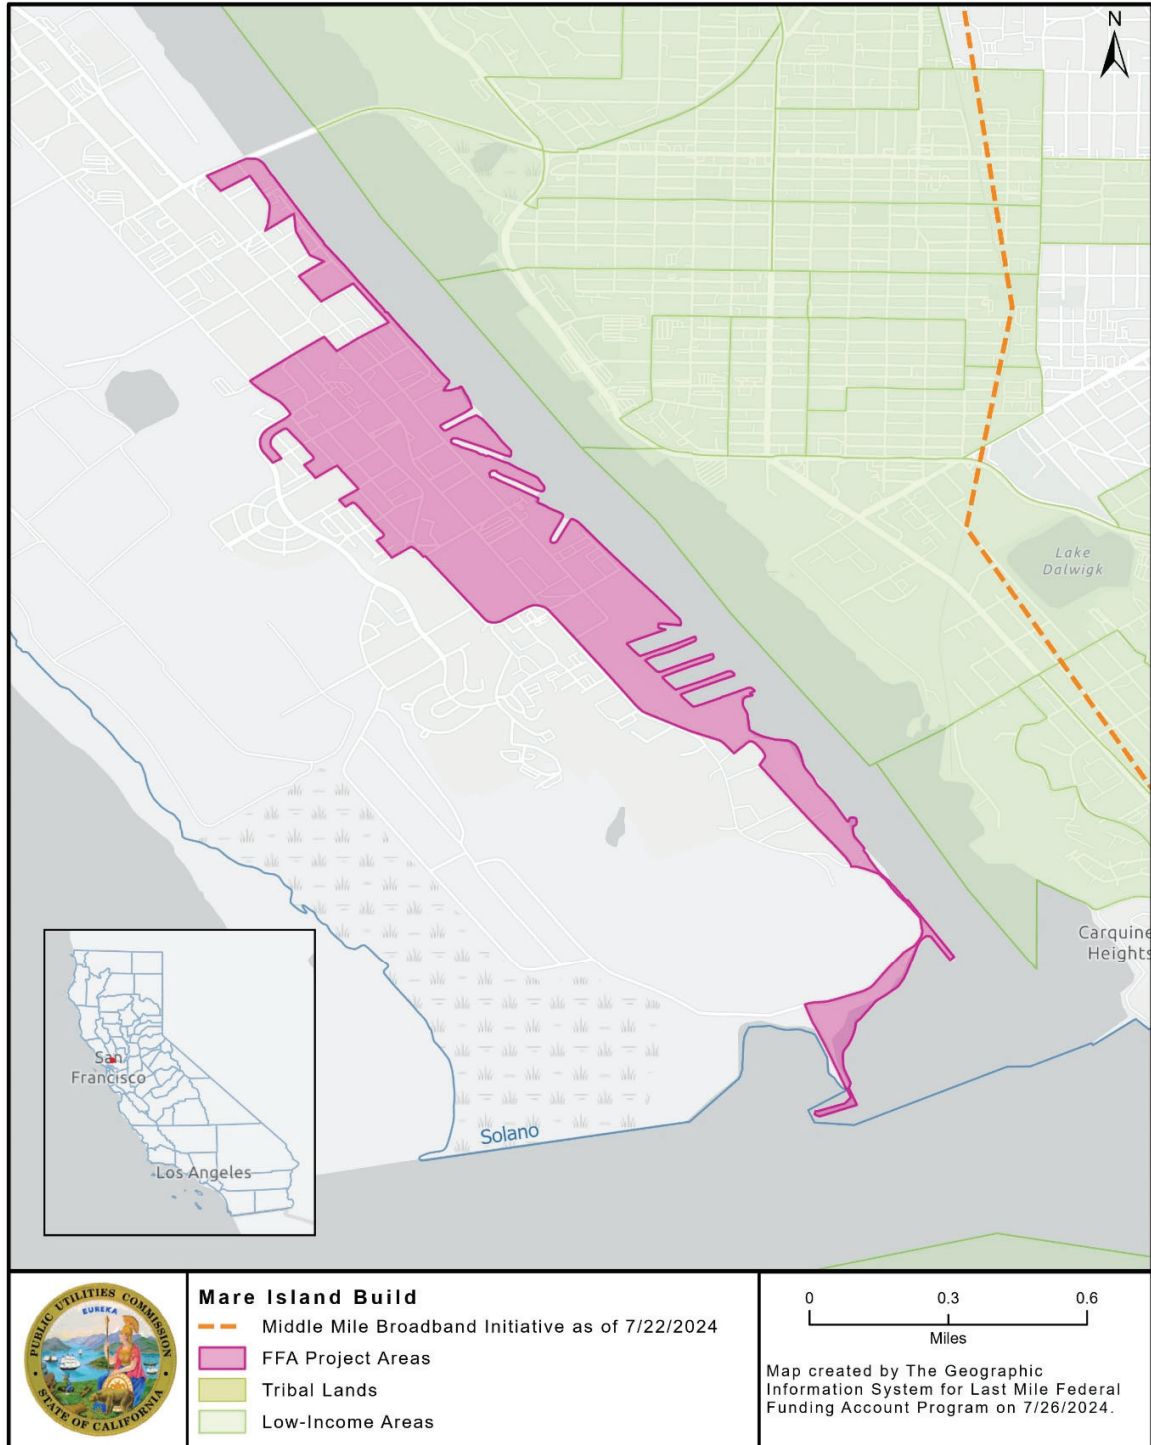 N
Lake
Dalwigk
Carquine
Heights
San
Francisco
Los Angeles
Solano
PUBLIC UTILITIES COMMISSION
EUREKA
STATE OF CALIFORNIA
Mare Island Build
Middle Mile Broadband Initiative as of 7/22/2024
FFA Project Areas
Tribal Lands
Low-Income Areas
0 0.3 0.6
Miles
Map created by The Geographic
Information System for Last Mile Federal
Funding Account Program on 7/26/2024.